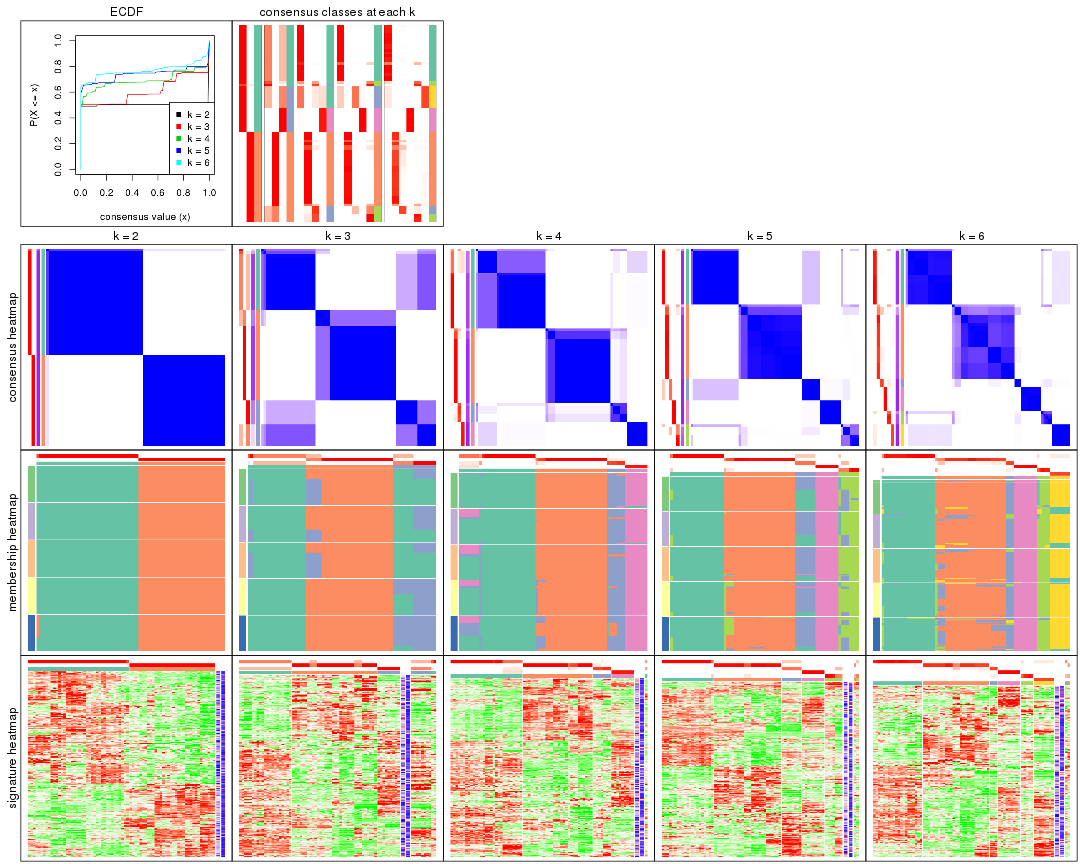 ECDF
consensus classes at each k
P(X <= x)
0.0 0.2 0.4 0.6 0.8 1.0
k = 2
k = 3
k = 4
k = 5
k = 6
0.0 0.2 0.4 0.6 0.8 1.0
consensus value (x)
k = 2
k = 3
k = 4
k = 5
k = 6
consensus heatmap
membership heatmap
signature heatmap